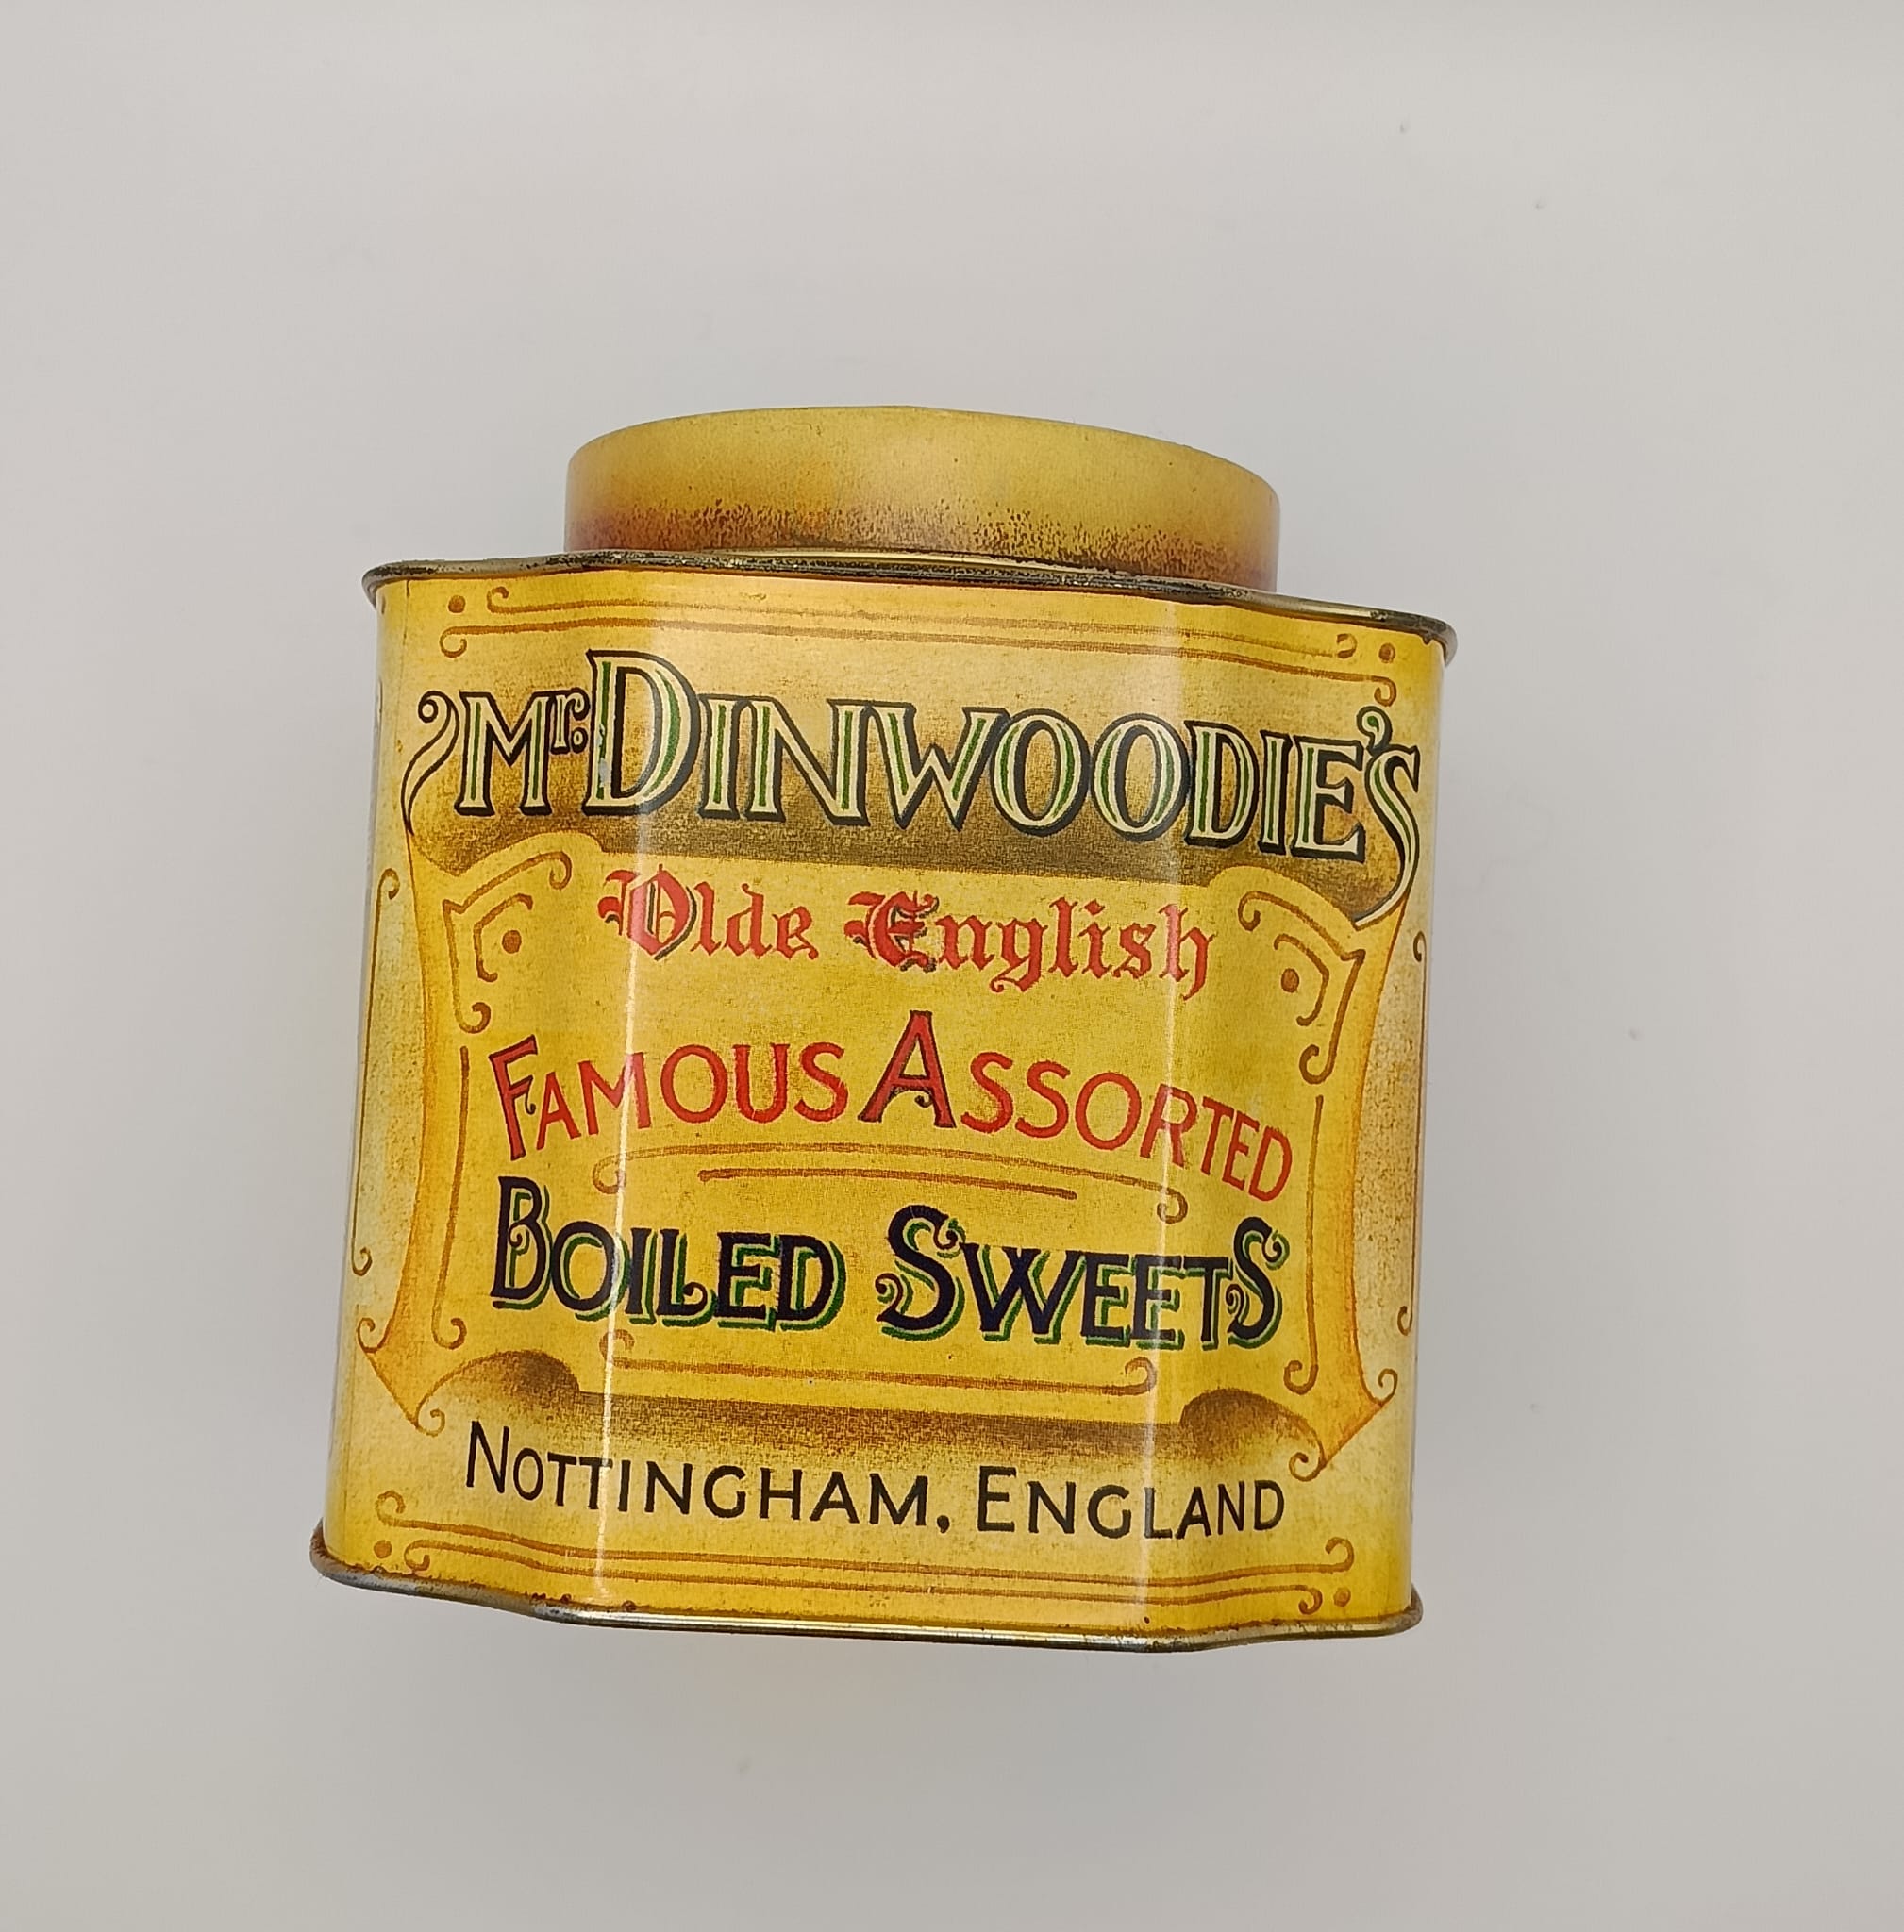 Mr. DINWOODIE'S
Olde English
FAMOUS ASSORTED
BOILED SWEETS
NOTTINGHAM, ENGLAND